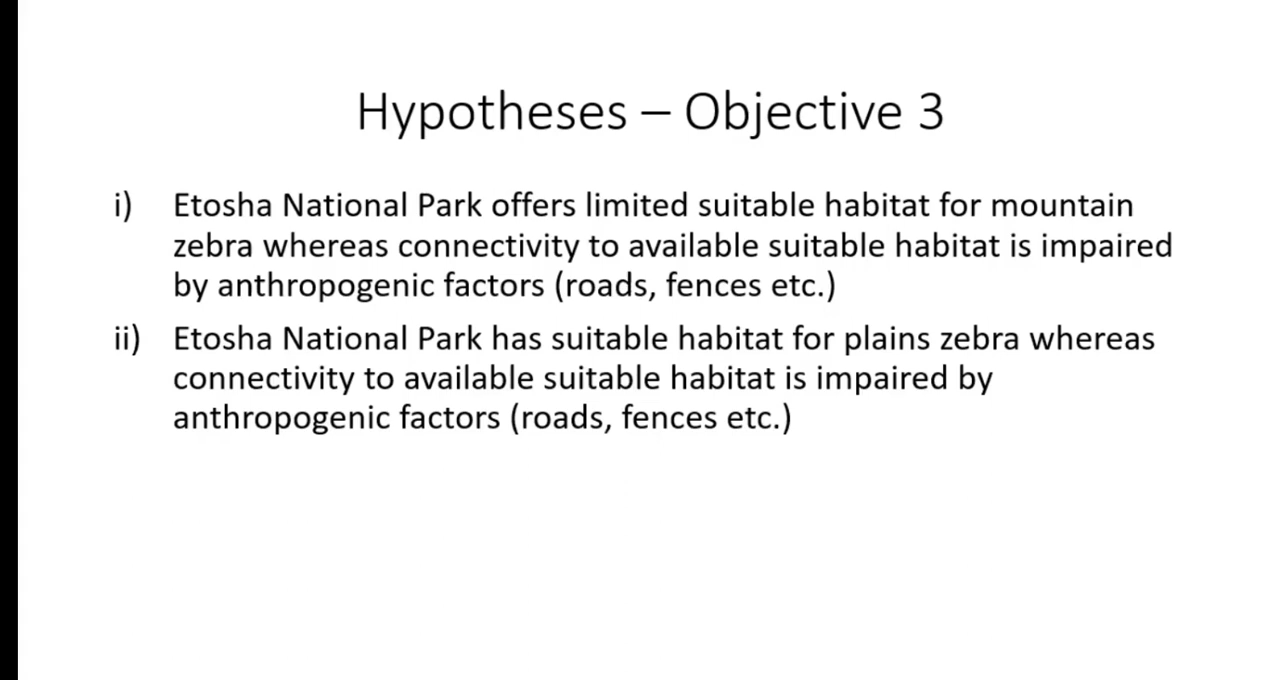 Hypotheses – Objective 3
i) Etosha National Park offers limited suitable habitat for mountain
zebra whereas connectivity to available suitable habitat is impaired
by anthropogenic factors (roads, fences etc.)
ii) Etosha National Park has suitable habitat for plains zebra whereas
connectivity to available suitable habitat is impaired by
anthropogenic factors (roads, fences etc.)